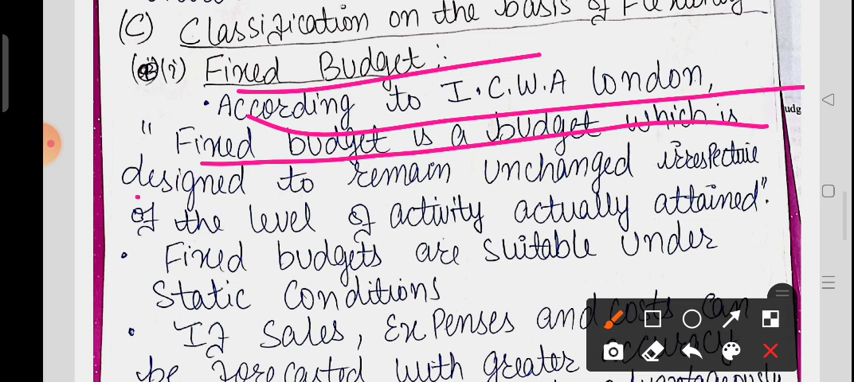 (C) Classification on the basis of Flexibility
(i) Fixed Budget:
• According to I.C.W.A London,
" Fixed budget is a budget which is
designed to remain unchanged irrespective
of the level of activity actually attained".
• Fixed budgets are suitable under
Static Conditions
• If Sales, Expenses and costs can
be forecasted with greater accuracy
advantageously
udg